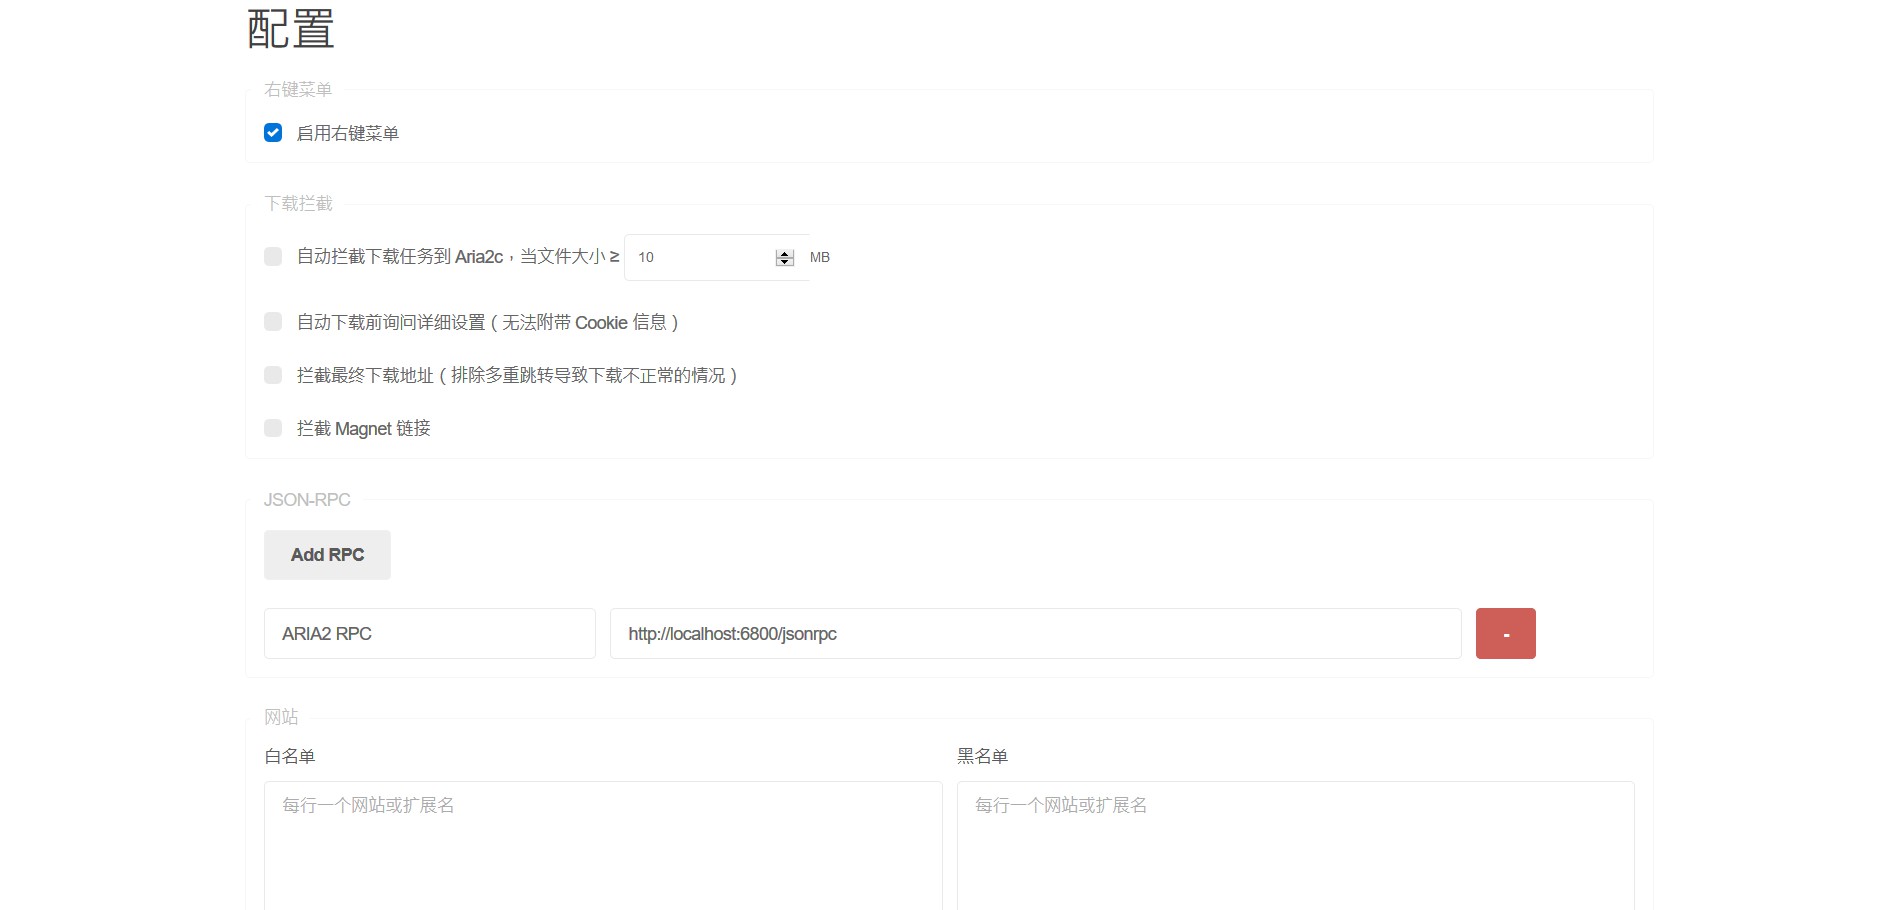 配置
右键菜单
启用右键菜单
下载拦截
自动拦截下载任务到 Aria2c，当文件大小 ≥ 10 MB
自动下载前询问详细设置（无法附带 Cookie 信息）
拦截最终下载地址（排除多重跳转导致下载不正常的情况）
拦截 Magnet 链接
JSON-RPC
Add RPC
ARIA2 RPC http://localhost:6800/jsonrpc -
网站
白名单 黑名单
每行一个网站或扩展名 每行一个网站或扩展名